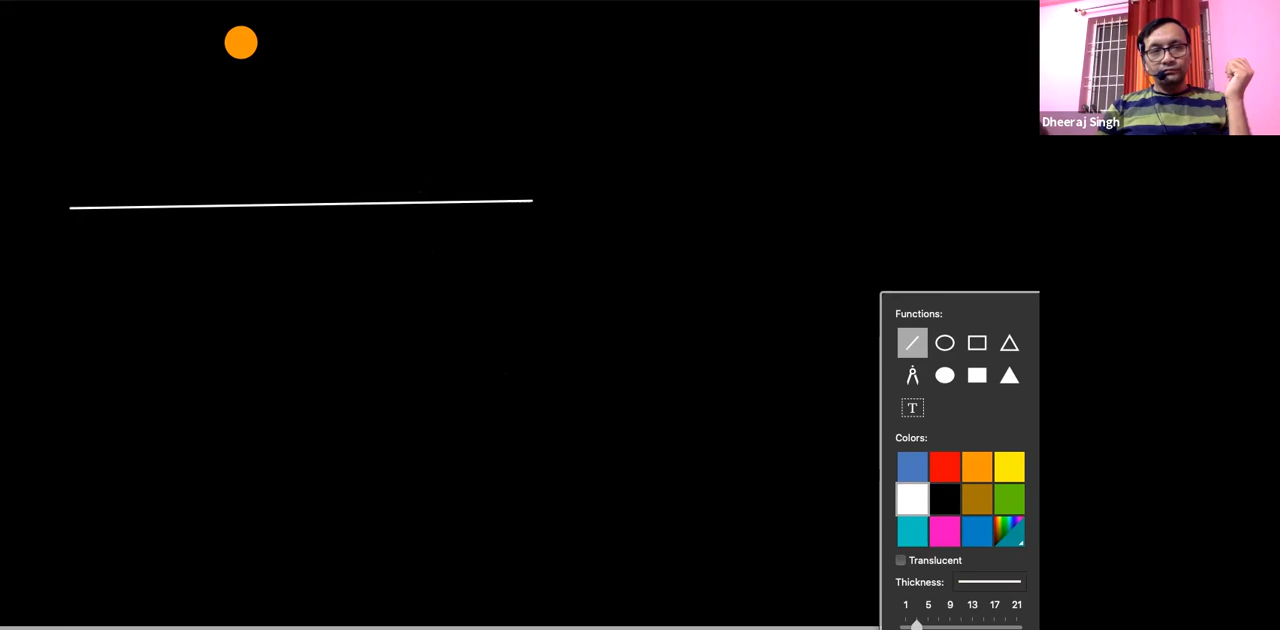 Dheeraj Singh
Functions:
T
Colors:
Translucent
Thickness:
1 5 9 13 17 21